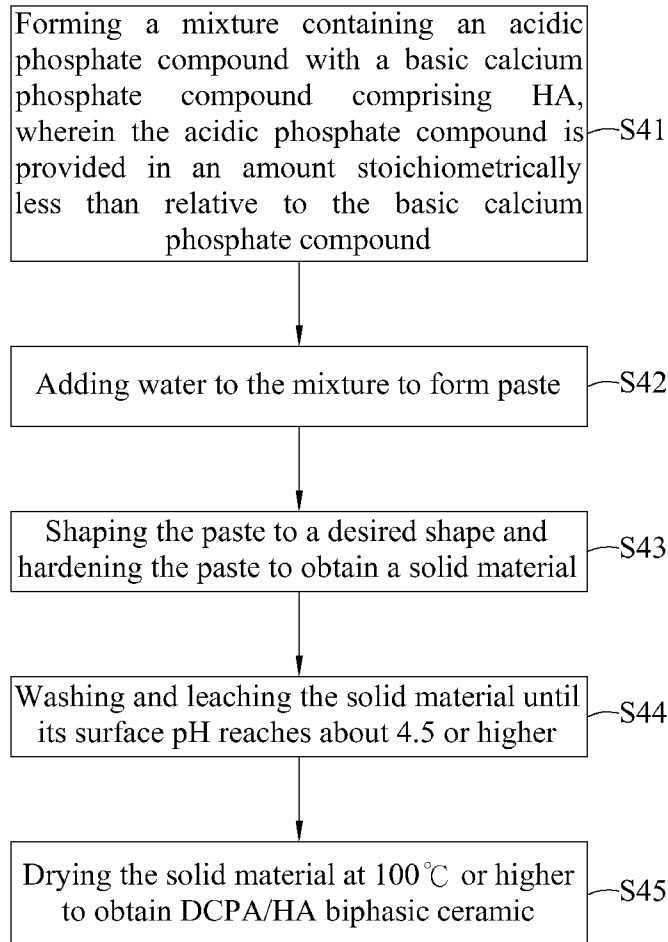 Forming a mixture containing an acidic
phosphate compound with a basic calcium
phosphate compound comprising HA,
wherein the acidic phosphate compound is
provided in an amount stoichiometrically
less than relative to the basic calcium
phosphate compound
S41
Adding water to the mixture to form paste
S42
Shaping the paste to a desired shape and
hardening the paste to obtain a solid material
S43
Washing and leaching the solid material until
its surface pH reaches about 4.5 or higher
S44
Drying the solid material at 100℃ or higher
to obtain DCPA/HA biphasic ceramic
S45